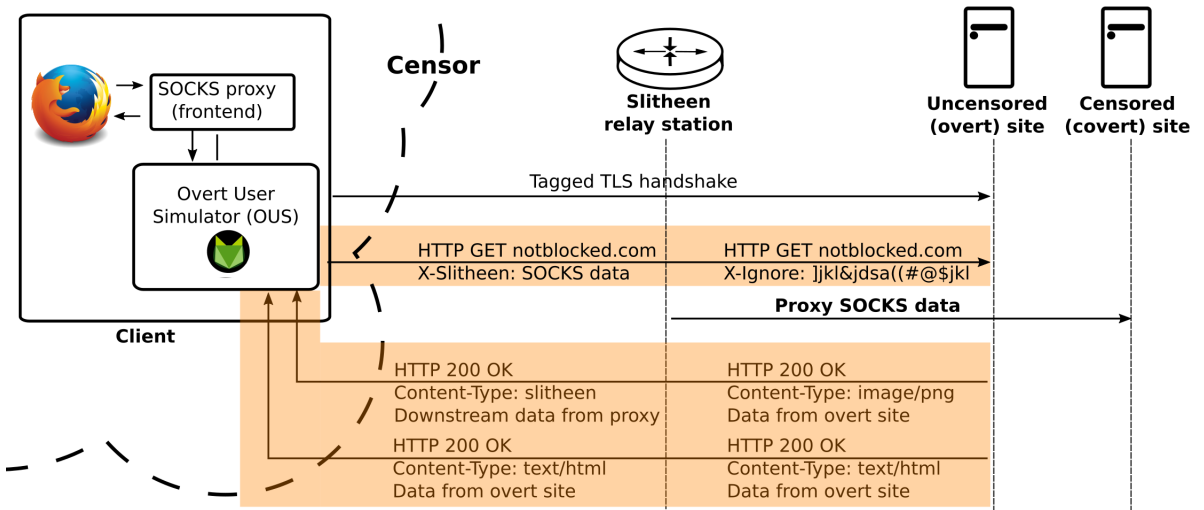 Censor
SOCKS proxy
(frontend)
Overt User
Simulator (OUS)
Client
Slitheen
relay station
Uncensored
(overt) site
Censored
(covert) site
Tagged TLS handshake
HTTP GET notblocked.com
X-Slitheen: SOCKS data
HTTP GET notblocked.com
X-Ignore: ]jkl&jdsa((#@$jkl
Proxy SOCKS data
HTTP 200 OK
Content-Type: slitheen
Downstream data from proxy
HTTP 200 OK
Content-Type: image/png
Data from overt site
HTTP 200 OK
Content-Type: text/html
Data from overt site
HTTP 200 OK
Content-Type: text/html
Data from overt site